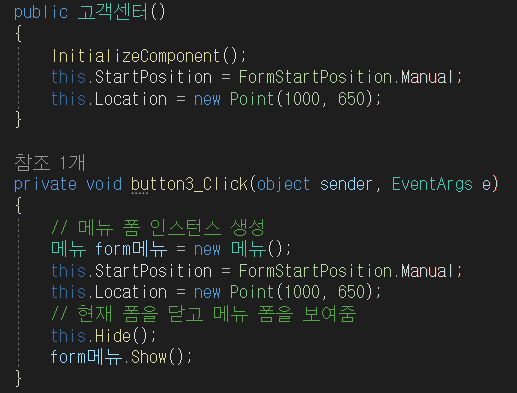 public 고객센터()
{
InitializeComponent();
this.StartPosition = FormStartPosition.Manual;
this.Location = new Point(1000, 650);
}
참조 1개
private void button3_Click(object sender, EventArgs e)
{
// 메뉴 폼 인스턴스 생성
메뉴 form메뉴 = new 메뉴();
this.StartPosition = FormStartPosition.Manual;
this.Location = new Point(1000, 650);
// 현재 폼을 닫고 메뉴 폼을 보여줌
this.Hide();
form메뉴.Show();
}